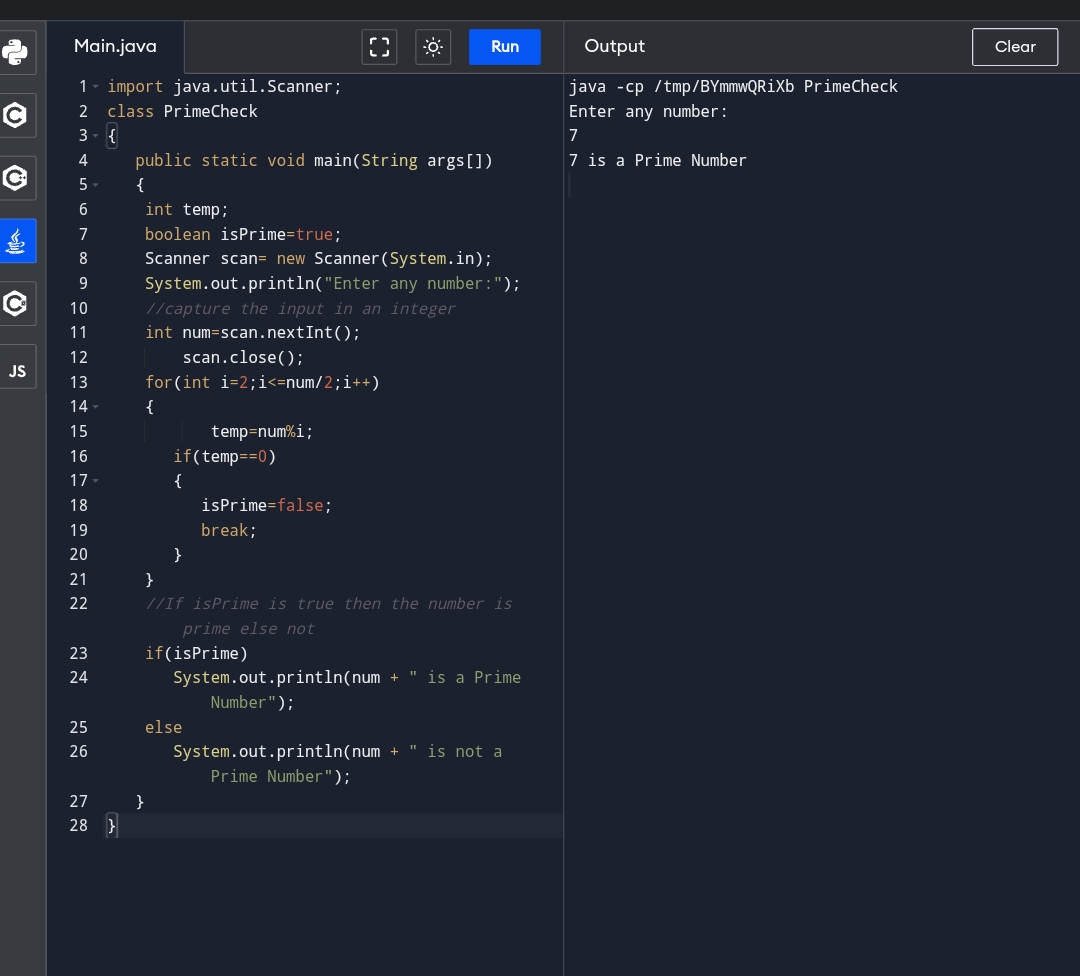 Main.java
Run
Output
Clear
1 import java.util.Scanner;
2 class PrimeCheck
3 {
4 public static void main(String args[])
5 {
6 int temp;
7 boolean isPrime=true;
8 Scanner scan= new Scanner(System.in);
9 System.out.println("Enter any number:");
10 //capture the input in an integer
11 int num=scan.nextInt();
12 scan.close();
13 for(int i=2;i<=num/2;i++)
14 {
15 temp=num%i;
16 if(temp==0)
17 {
18 isPrime=false;
19 break;
20 }
21 }
22 //If isPrime is true then the number is
prime else not
23 if(isPrime)
24 System.out.println(num + " is a Prime
Number");
25 else
26 System.out.println(num + " is not a
Prime Number");
27 }
28 }
java -cp /tmp/BYmmwQRiXb PrimeCheck
Enter any number:
7
7 is a Prime Number
C
C
C
JS